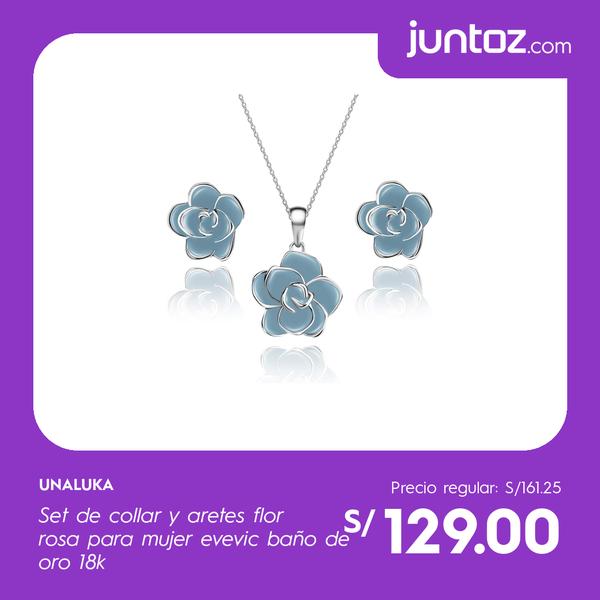 juntoz.com
UNALUKA
Set de collar y aretes flor
rosa para mujer evevic baño de
oro 18k
Precio regular: S/161.25
S/ 129.00